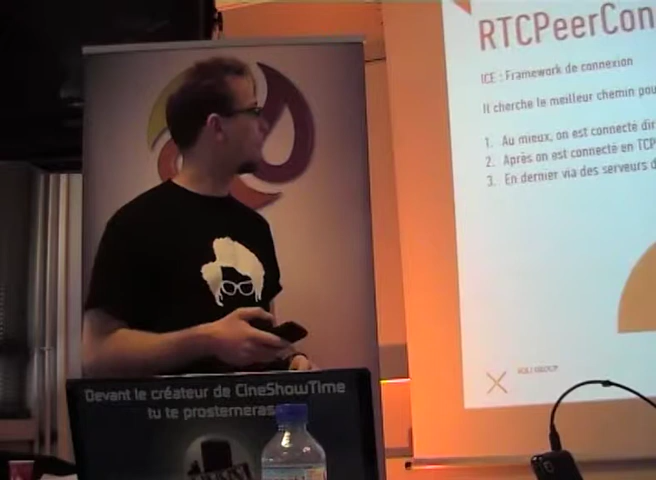 RTCPeerCon
ICE : Framework de connexion
It cherche le meilleur chemin pou
1. Au mieux, on est connecté dir
2. Après on est connecté en TCP
3. En dernier via des serveurs d
Devant le créateur de CineShowTime
tu te prosterneras